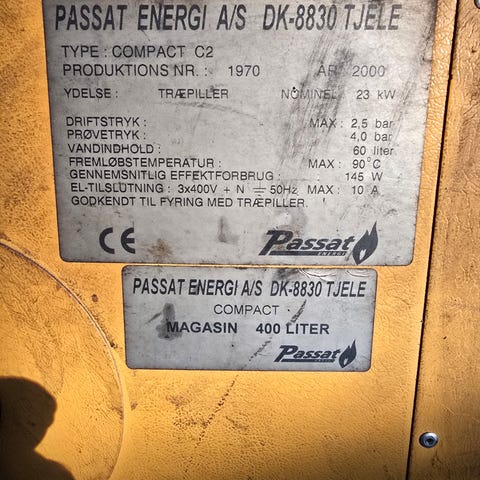 PASSAT ENERGI A/S DK-8830 TJELE
TYPE : COMPACT C2
PRODUKTIONS NR. : 1970 ÅR 2000
YDELSE : TRÆPILLER NOMINEL : 23 kW
DRIFTSTRYK : MAX : 2,5 bar
PRØVETRYK : 4,0 bar
VANDINDHOLD : 60 liter
FREMLØBSTEMPERATUR : MAX : 90°C
GENNEMSNITLIG EFFEKTFORBRUG : 145 W
EL-TILSLUTNING : 3x400V + N 50Hz MAX : 10 A
GODKENDT TIL FYRING MED TRÆPILLER.
CE Passat
ENERGI
PASSAT ENERGI A/S DK-8830 TJELE
COMPACT
MAGASIN 400 LITER
Passat